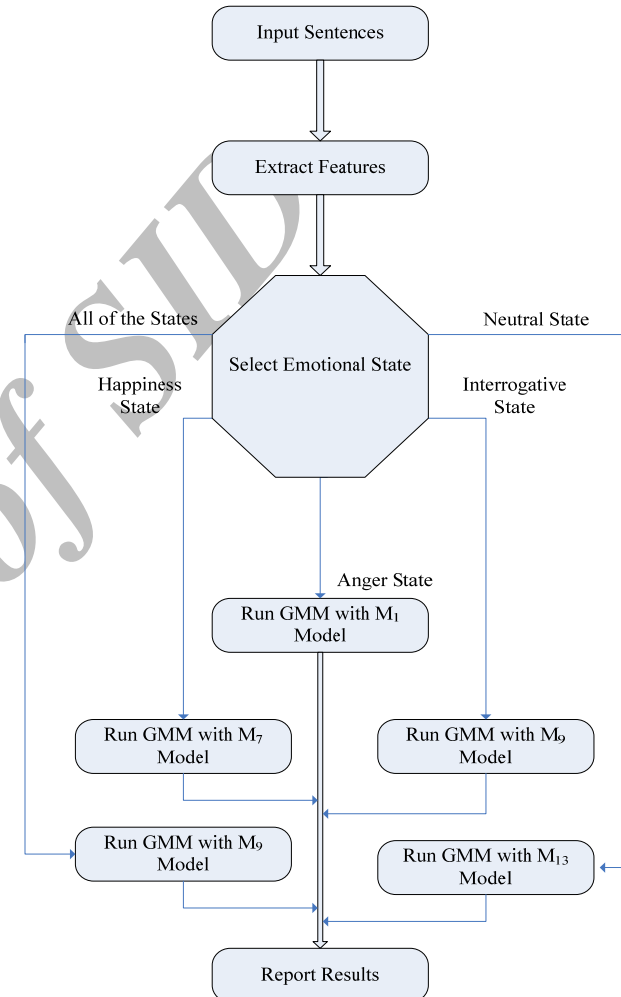 Input Sentences
Extract Features
All of the States
Neutral State
Select Emotional State
Happiness
State
Interrogative
State
Anger State
Run GMM with M₁
Model
Run GMM with M₇
Model
Run GMM with M₉
Model
Run GMM with M₉
Model
Run GMM with M₁₃
Model
Report Results
of SID